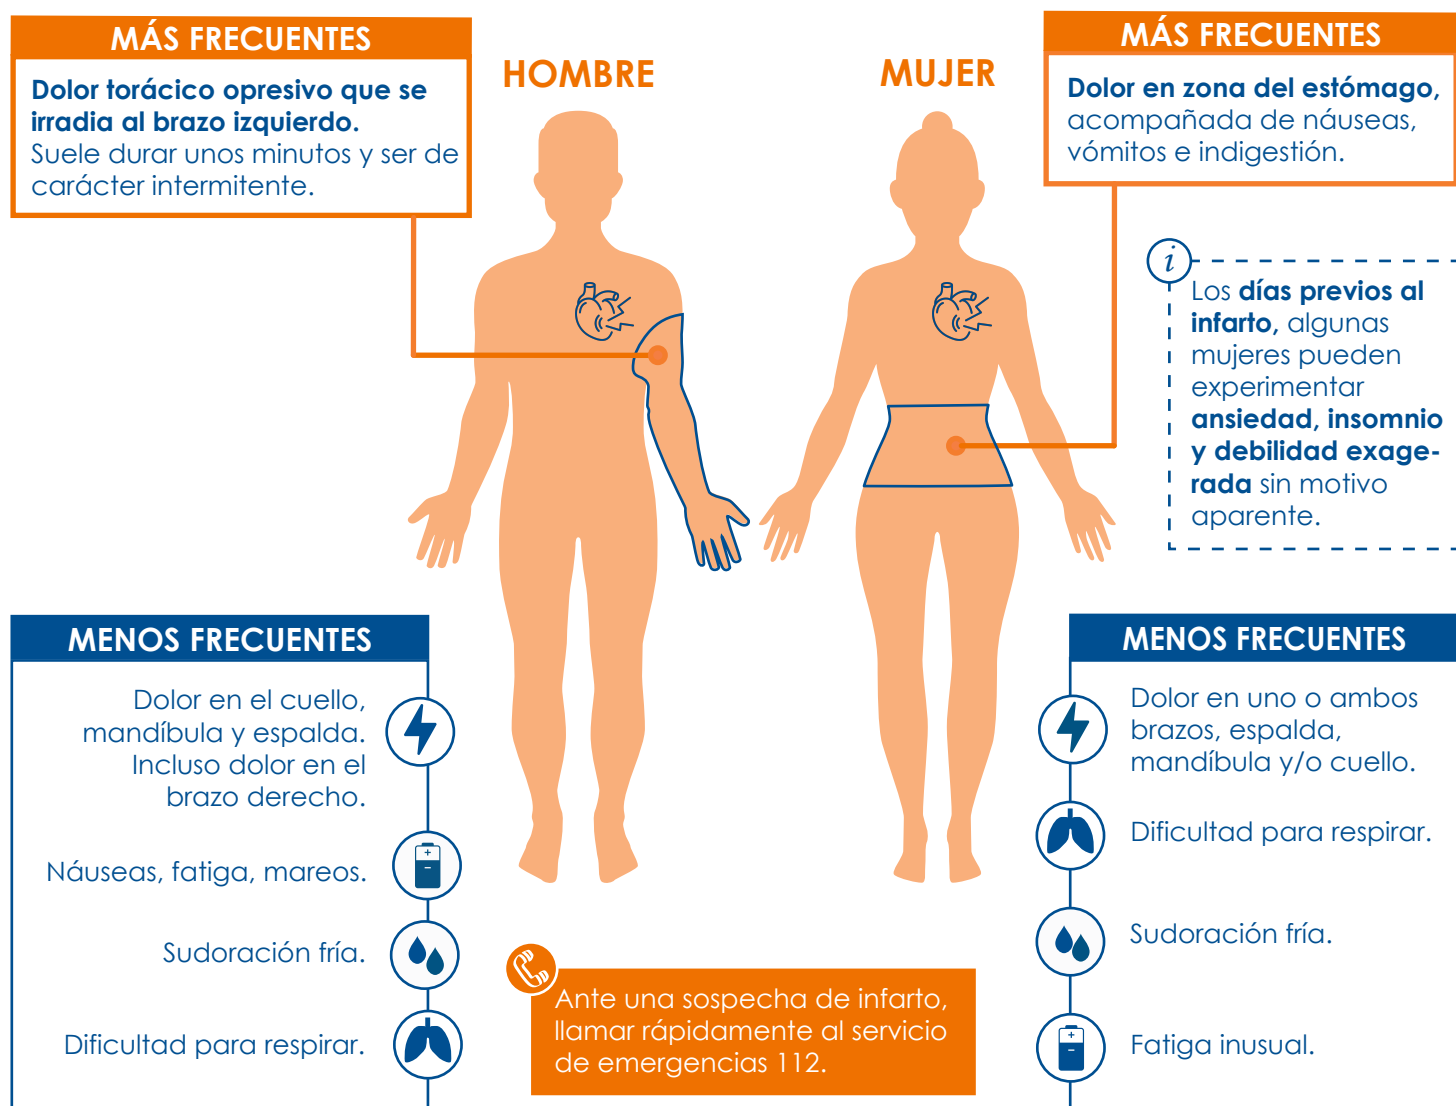 MÁS FRECUENTES
Dolor torácico opresivo que se
irradia al brazo izquierdo.
Suele durar unos minutos y ser de
carácter intermitente.
HOMBRE
MUJER
MÁS FRECUENTES
Dolor en zona del estómago,
acompañada de náuseas,
vómitos e indigestión.
i
Los días previos al
infarto, algunas
mujeres pueden
experimentar
ansiedad, insomnio
y debilidad exage-
rada sin motivo
aparente.
MENOS FRECUENTES
Dolor en el cuello,
mandíbula y espalda.
Incluso dolor en el
brazo derecho.
Náuseas, fatiga, mareos.
Sudoración fría.
Dificultad para respirar.
Ante una sospecha de infarto,
llamar rápidamente al servicio
de emergencias 112.
MENOS FRECUENTES
Dolor en uno o ambos
brazos, espalda,
mandíbula y/o cuello.
Dificultad para respirar.
Sudoración fría.
Fatiga inusual.